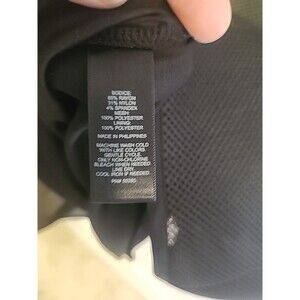 BODICE:
65% RAYON
31% NYLON
4% SPANDEX
MESH:
100% POLYESTER
LINING:
100% POLYESTER
MADE IN PHILIPPINES
MACHINE WASH COLD
WITH LIKE COLORS
GENTLE CYCLE
ONLY NON-CHLORINE
BLEACH WHEN NEEDED
LINE DRY
COOL IRON IF NEEDED
RN#